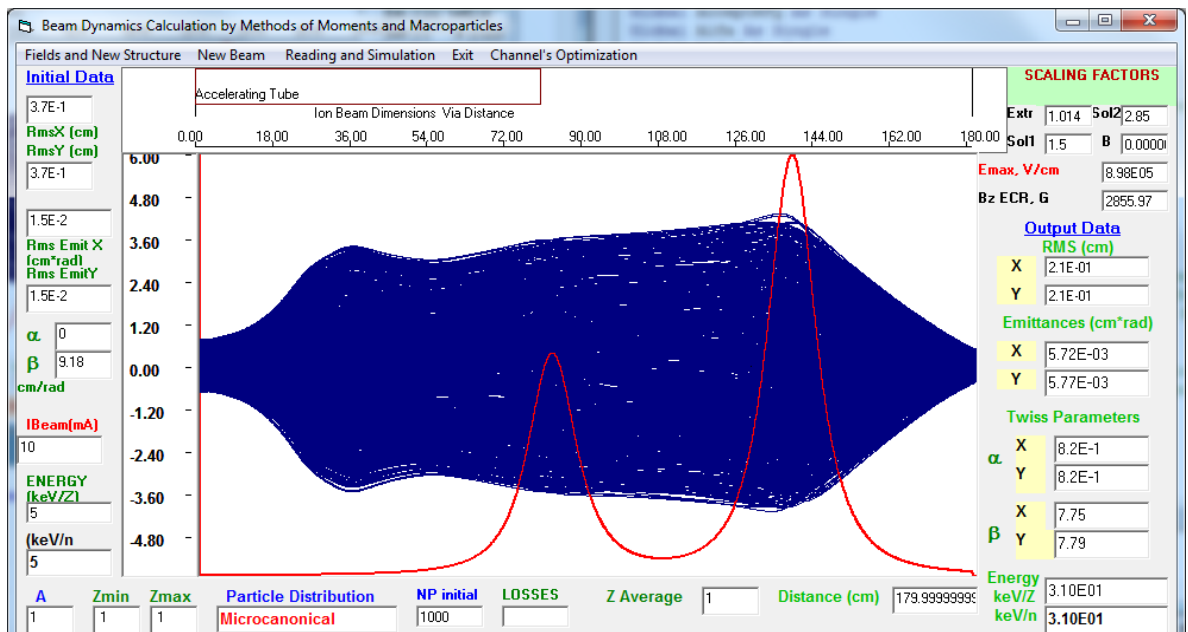 Beam Dynamics Calculation by Methods of Moments and Macroparticles
Fields and New Structure New Beam Reading and Simulation Exit Channel's Optimization
Initial Data
3.7E-1
RmsX (cm)
RmsY (cm)
3.7E-1
1.5E-2
Rms Emit X
(cm*rad)
Rms EmitY
1.5E-2
α 0
β 9.18
cm/rad
IBeam(mA)
10
ENERGY
(keV/Z)
5
(keV/n
5
Accelerating Tube
Ion Beam Dimensions Via Distance
0.00 18.00 36.00 54.00 72.00 90.00 108.00 126.00 144.00 162.00 180.00
6.00
4.80
3.60
2.40
1.20
0.00
-1.20
-2.40
-3.60
-4.80
SCALING FACTORS
Extr 1.014 Sol2 2.85
Sol1 1.5 B 0.0000
Emax, V/cm 8.98E05
Bz ECR, G 2855.97
Output Data
RMS (cm)
X 2.1E-01
Y 2.1E-01
Emittances (cm*rad)
X 5.72E-03
Y 5.77E-03
Twiss Parameters
α X 8.2E-1
Y 8.2E-1
β X 7.75
Y 7.79
Energy
keV/Z 3.10E01
keV/n 3.10E01
A Zmin Zmax Particle Distribution NP initial LOSSES Z Average 1 Distance (cm) 179.99999999
1 1 1 Microcanonical 1000